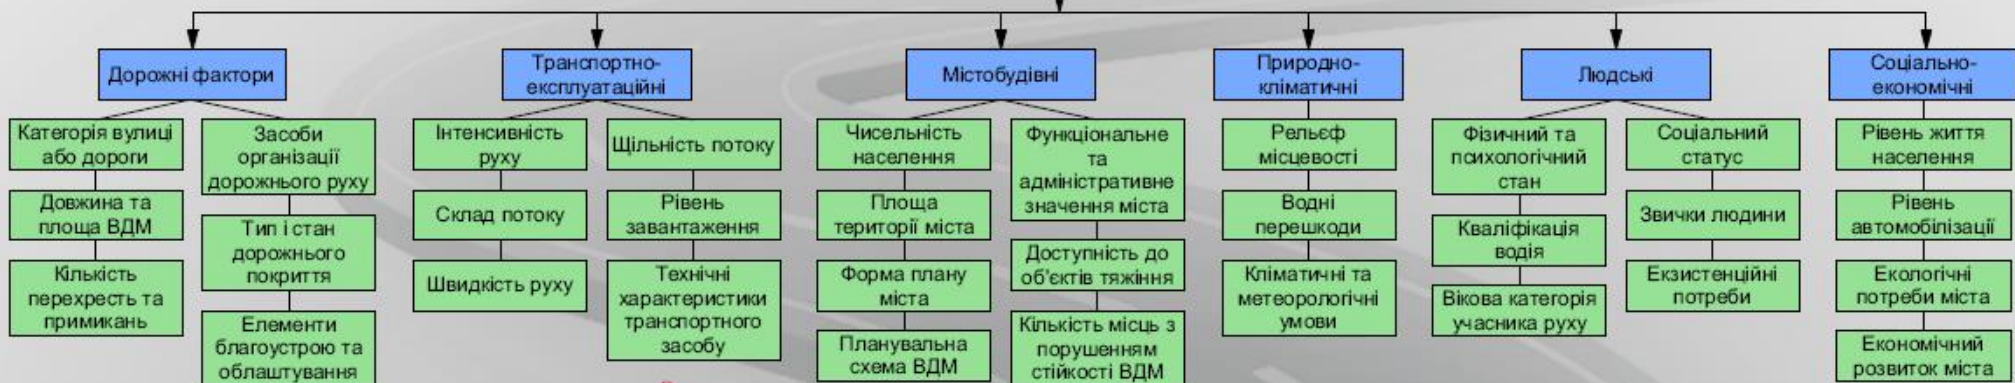 Дорожні фактори
Транспортно-
експлуатаційні
Містобудівні
Природно-
кліматичні
Людські
Соціально-
економічні
Категорія вулиці
або дороги
Довжина та
площа ВДМ
Кількість
перехресть та
примикань
Засоби
організації
дорожнього руху
Тип і стан
дорожнього
покриття
Елементи
благоустрою та
облаштування
Інтенсивність
руху
Склад потоку
Швидкість руху
Щільність потоку
Рівень
завантаження
Технічні
характеристики
транспортного
засобу
Чисельність
населення
Площа
території міста
Форма плану
міста
Планувальна
схема ВДМ
Функціональне
та
адміністративне
значення міста
Доступність до
об'єктів тяжіння
Кількість місць з
порушенням
стійкості ВДМ
Рельєф
місцевості
Водні
перешкоди
Кліматичні та
метеорологічні
умови
Фізичний та
психологічний
стан
Кваліфікація
водія
Вікова категорія
учасника руху
Соціальний
статус
Звички людини
Екзистенційні
потреби
Рівень життя
населення
Рівень
автомобілізації
Екологічні
потреби міста
Економічний
розвиток міста